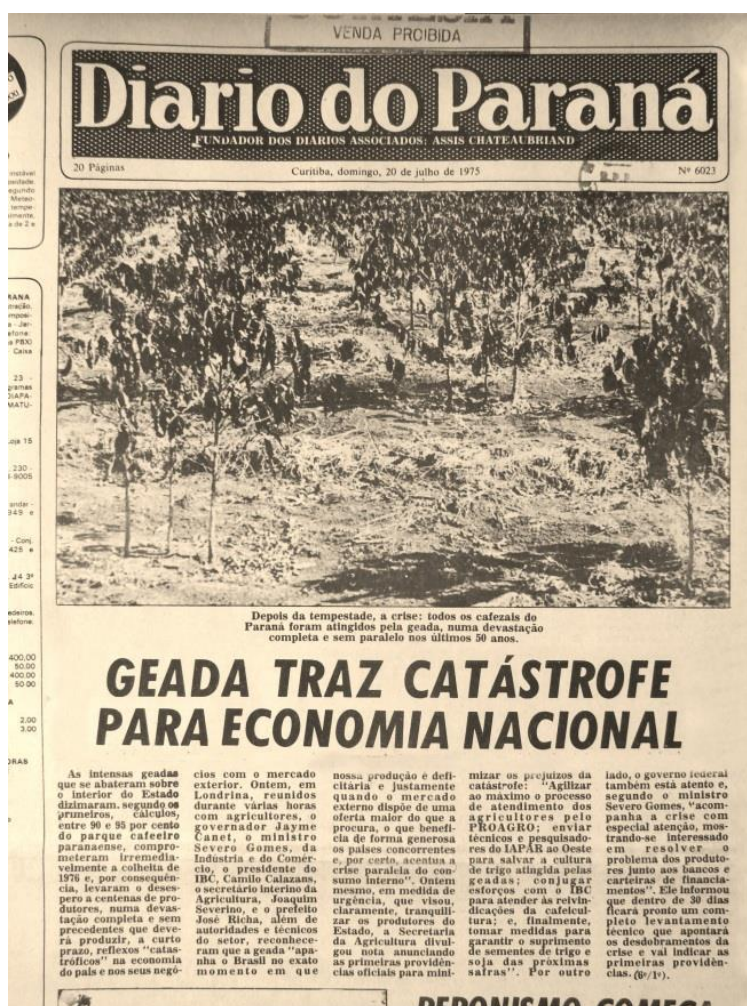 VENDA PROIBIDA
Diario do Paraná
FUNDADOR DOS DIÁRIOS ASSOCIADOS: ASSIS CHATEAUBRIAND
20 Páginas
Curitiba, domingo, 20 de julho de 1975
Nº 6023
Depois da tempestade, a crise: todos os cafezais do
Paraná foram atingidos pela geada, numa devastação
completa e sem paralelo nos últimos 50 anos.
GEADA TRAZ CATÁSTROFE
PARA ECONOMIA NACIONAL
As intensas geadas
que se abateram sobre
o interior do Estado
dizimaram, segundo os
primeiros, cálculos,
entre 90 e 95 por cento
do parque cafeeiro
paranaense, compro-
meteram irremedia-
velmente a colheita de
1976 e, por consequên-
cia, levaram o deses-
pero a centenas de pro-
dutores, numa devas-
tação completa e sem
precedentes que deve-
rá produzir, a curto
prazo, reflexos "catas-
tróficos" na economia
do país e nos seus negó-
cios com o mercado
exterior. Ontem, em
Londrina, reunidos
durante várias horas
com agricultores, o
governador Jayme
Canet, o ministro
Severo Gomes, da
Indústria e do Comér-
cio, o presidente do
IBC, Camilo Calazans,
o secretário interino da
Agricultura, Joaquim
Severino, e o prefeito
José Richa, além de
autoridades e técnicos
do setor, reconhece-
ram que a geada "apa-
nha o Brasil no exato
momento em que
nossa produção é defi-
citária e justamente
quando o mercado
externo dispõe de uma
oferta maior do que a
procura, o que benefi-
cia de forma generosa
os países concorrentes
e, por certo, acentua a
crise paralela do con-
sumo interno". Ontem
mesmo, em medida de
urgência, que visou,
claramente, tranquili-
zar os produtores do
Estado, a Secretaria
da Agricultura divul-
gou nota anunciando
as primeiras providên-
cias oficiais para mini-
mizar os prejuizos da
catástrofe: "Agilizar
ao máximo o processo
de atendimento dos
agricultores pelo
PROAGRO; enviar
técnicos e pesquisado-
res do IAPAR ao Oeste
para salvar a cultura
de trigo atingida pelas
geadas; conjugar
esforços com o IBC
para atender às reivin-
dicações da cafeicul-
tura; e, finalmente,
tomar medidas para
garantir o suprimento
de sementes de trigo e
soja das próximas
safras". Por outro
lado, o governo federal
também está atento e,
segundo o ministro
Severo Gomes, "acom-
panha a crise com
especial atenção, mos-
trando-se interessado
em resolver o
problema dos produto-
res junto aos bancos e
carteiras de financia-
mentos". Ele informou
que dentro de 30 dias
ficará pronto um com-
pleto levantamento
técnico que apontará
os desdobramentos da
crise e vai indicar as
primeiras providên-
cias. (6ª/1º).